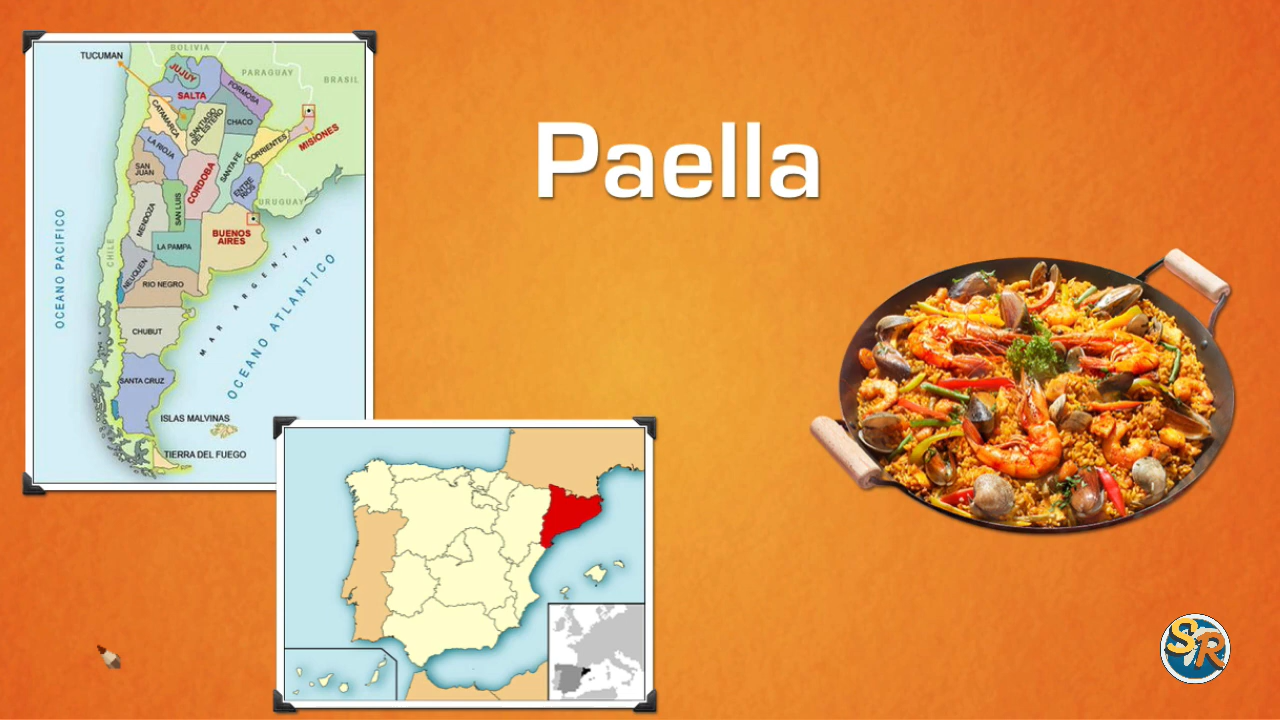 BOLIVIA
TUCUMAN
PARAGUAY
BRASIL
JUJUY
SALTA
FORMOSA
CATAMARCA
SANTIAGO
DEL ESTERO
CHACO
MISIONES
LA RIOJA
SANTA FE
CORRIENTES
SAN
JUAN
CORDOBA
ENTRE
RIOS
URUGUAY
MENDOZA
SAN LUIS
BUENOS
AIRES
LA PAMPA
CHILE
NEUQUEN
RIO NEGRO
OCEANO PACIFICO
MAR ARGENTINO
OCEANO ATLANTICO
CHUBUT
SANTA CRUZ
ISLAS MALVINAS
TIERRA DEL FUEGO
Paella
SR